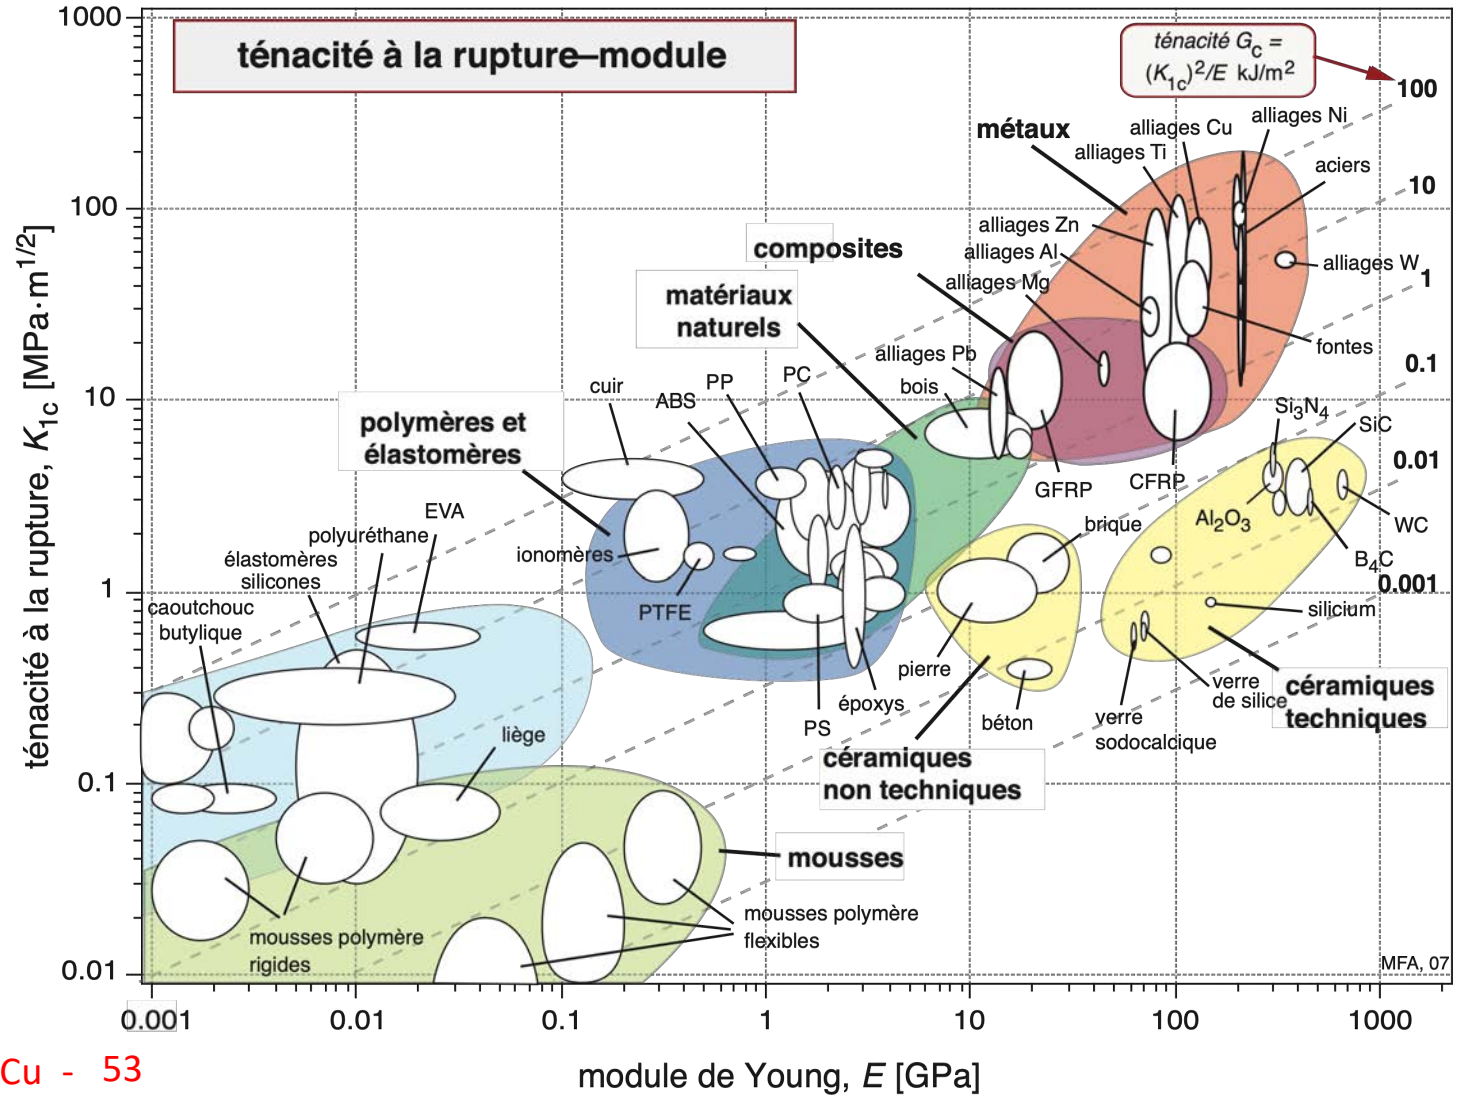 ténacité à la rupture–module
ténacité G_c =
(K_1c)²/E kJ/m²
1000
100
10
1
0.1
0.01
ténacité à la rupture, K_1c [MPa·m^1/2]
100
10
1
0.1
0.01
0.001
métaux
alliages Ni
alliages Cu
alliages Ti
aciers
alliages Zn
composites
alliages Al
alliages W
alliages Mg
matériaux
naturels
fontes
alliages Pb
cuir
PP
PC
bois
ABS
Si₃N₄
SiC
polymères et
élastomères
GFRP
CFRP
EVA
Al₂O₃
WC
polyuréthane
brique
ionomères
élastomères
silicones
B₄C
caoutchouc
butylique
PTFE
silicium
pierre
verre
de silice
céramiques
techniques
époxys
béton
verre
sodocalcique
PS
liège
céramiques
non techniques
mousses
mousses polymère
flexibles
mousses polymère
rigides
MFA, 07
0.001
0.01
0.1
1
10
100
1000
module de Young, E [GPa]
Cu - 53